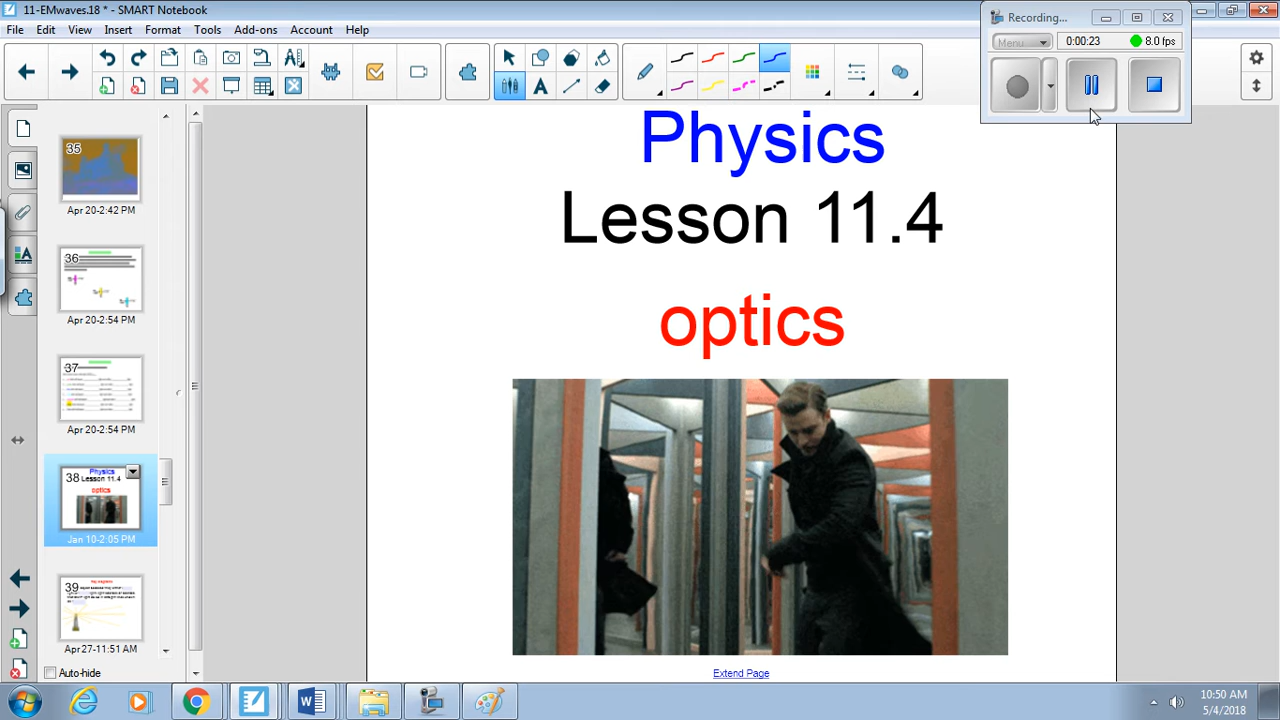 11-EMwaves.18 * - SMART Notebook
File Edit View Insert Format Tools Add-ons Account Help
Recording...
Menu
0:00:23
8.0 fps
Physics
Lesson 11.4
optics
Extend Page
35
Apr 20-2:42 PM
36
Apr 20-2:54 PM
37
Apr 20-2:54 PM
38
Physics
Lesson 11.4
optics
Jan 10-2:05 PM
39
Apr 27-11:51 AM
Auto-hide
10:50 AM
5/4/2018